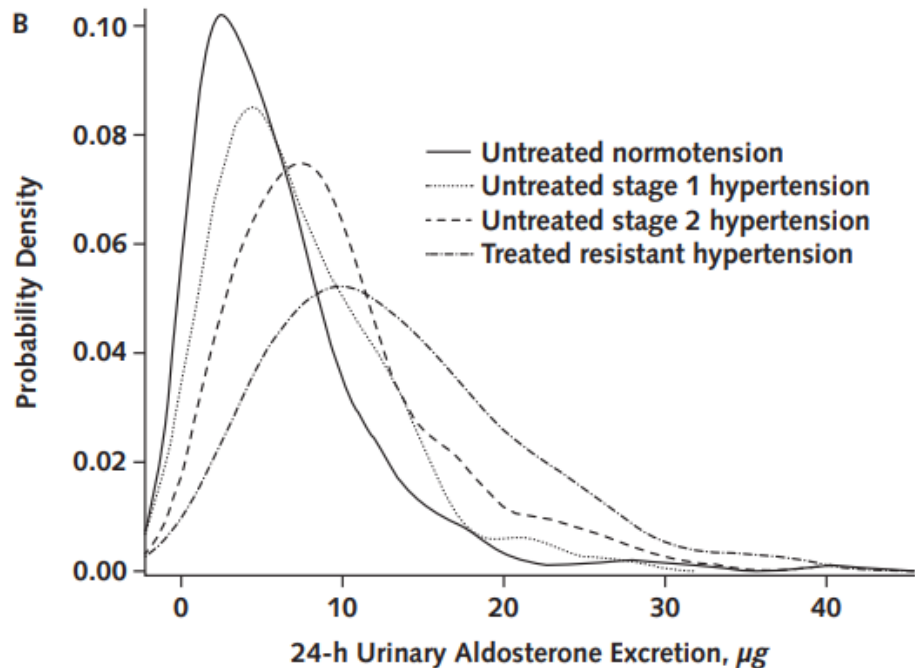 B
0.10
0.08
0.06
0.04
0.02
0.00
Probability Density
Untreated normotension
Untreated stage 1 hypertension
Untreated stage 2 hypertension
Treated resistant hypertension
0 10 20 30 40
24-h Urinary Aldosterone Excretion, µg